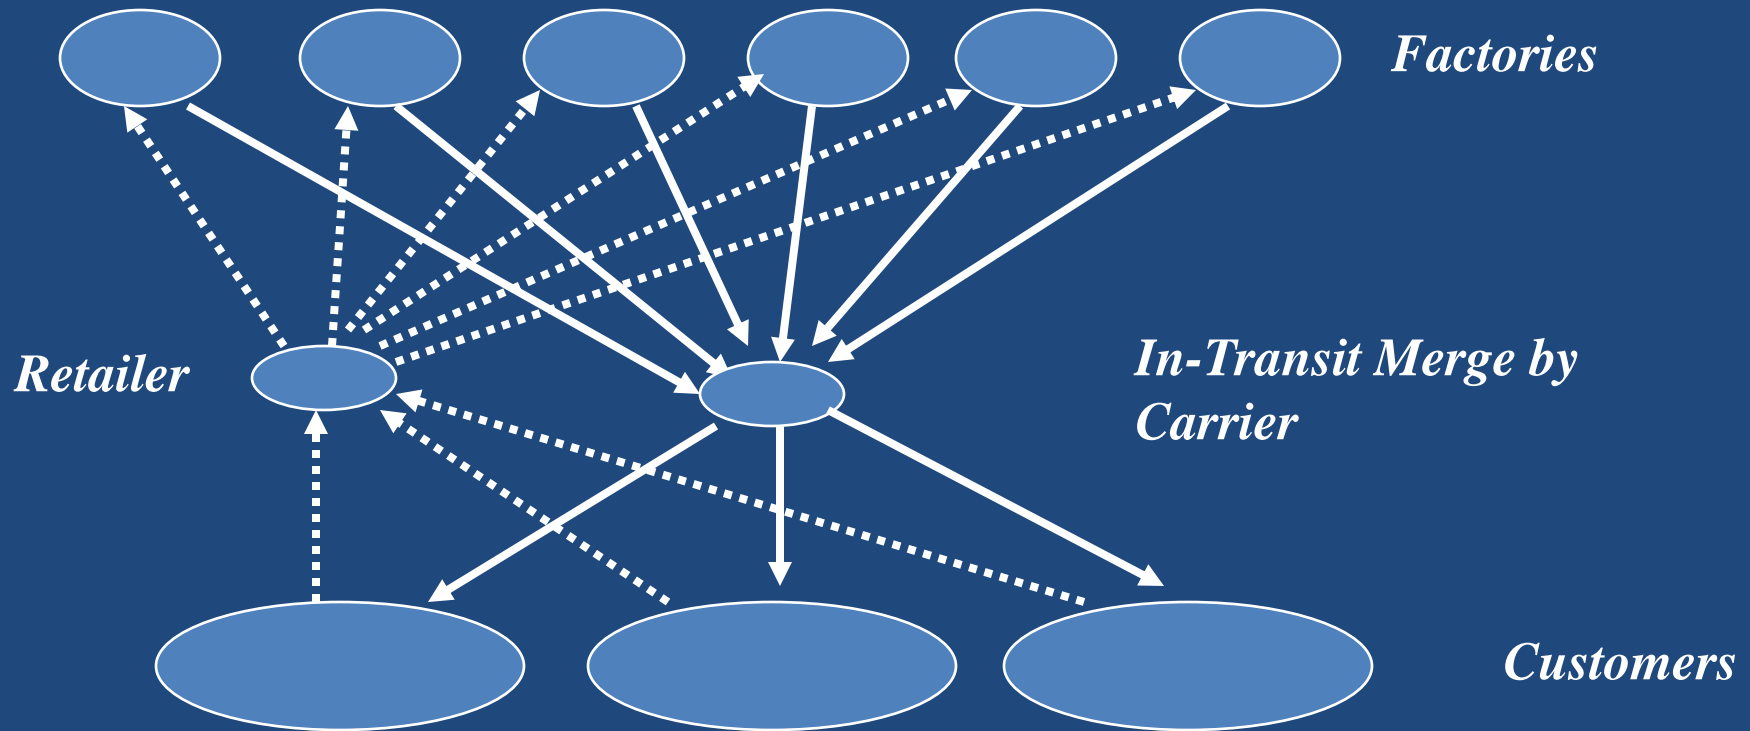 Factories
Retailer
In-Transit Merge by
Carrier
Customers